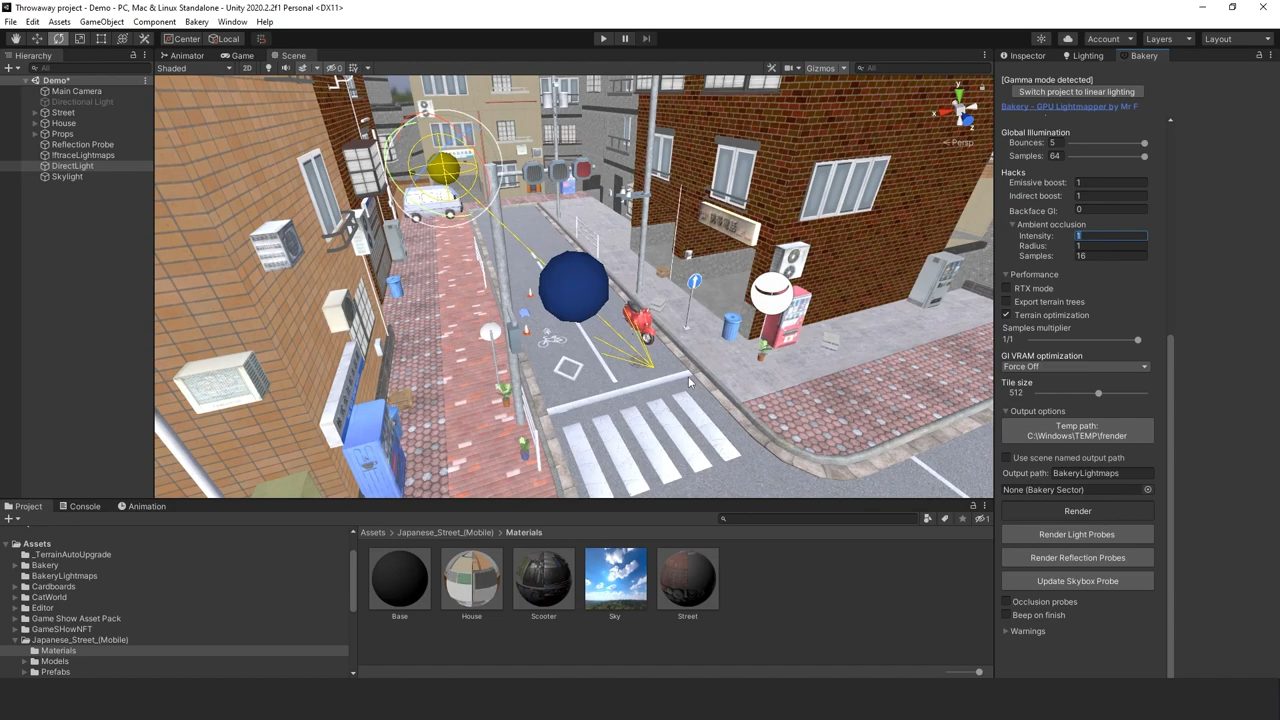 Throwaway project - Demo - PC, Mac & Linux Standalone - Unity 2020.2.2f1 Personal <DX11>
File Edit Assets GameObject Component Bakery Window Help
Center Local Account Layers Layout
Hierarchy Animator Game Scene Inspector Lighting Bakery
All Shaded 2D 0 Gizmos All
Demo*
Main Camera
Directional Light
Street
House
Props
Reflection Probe
!ftraceLightmaps
DirectLight
Skylight
y
x
z
Persp
[Gamma mode detected]
Switch project to linear lighting
Bakery - GPU Lightmapper by Mr F
Global Illumination
Bounces: 5
Samples: 64
Hacks
Emissive boost: 1
Indirect boost: 1
Backface GI: 0
Ambient occlusion
Intensity: 1
Radius: 1
Samples: 16
Performance
RTX mode
Export terrain trees
Terrain optimization
Samples multiplier
1/1
GI VRAM optimization
Force Off
Tile size
512
Output options
Temp path:
C:\Windows\TEMP\frender
Use scene named output path
Output path: BakeryLightmaps
None (Bakery Sector)
Render
Render Light Probes
Render Reflection Probes
Update Skybox Probe
Occlusion probes
Beep on finish
Warnings
Project Console Animation
1
Assets
_TerrainAutoUpgrade
Bakery
BakeryLightmaps
Cardboards
CatWorld
Editor
Game Show Asset Pack
GameSHowNFT
Japanese_Street_(Mobile)
Materials
Models
Prefabs
Assets > Japanese_Street_(Mobile) > Materials
Base House Scooter Sky Street